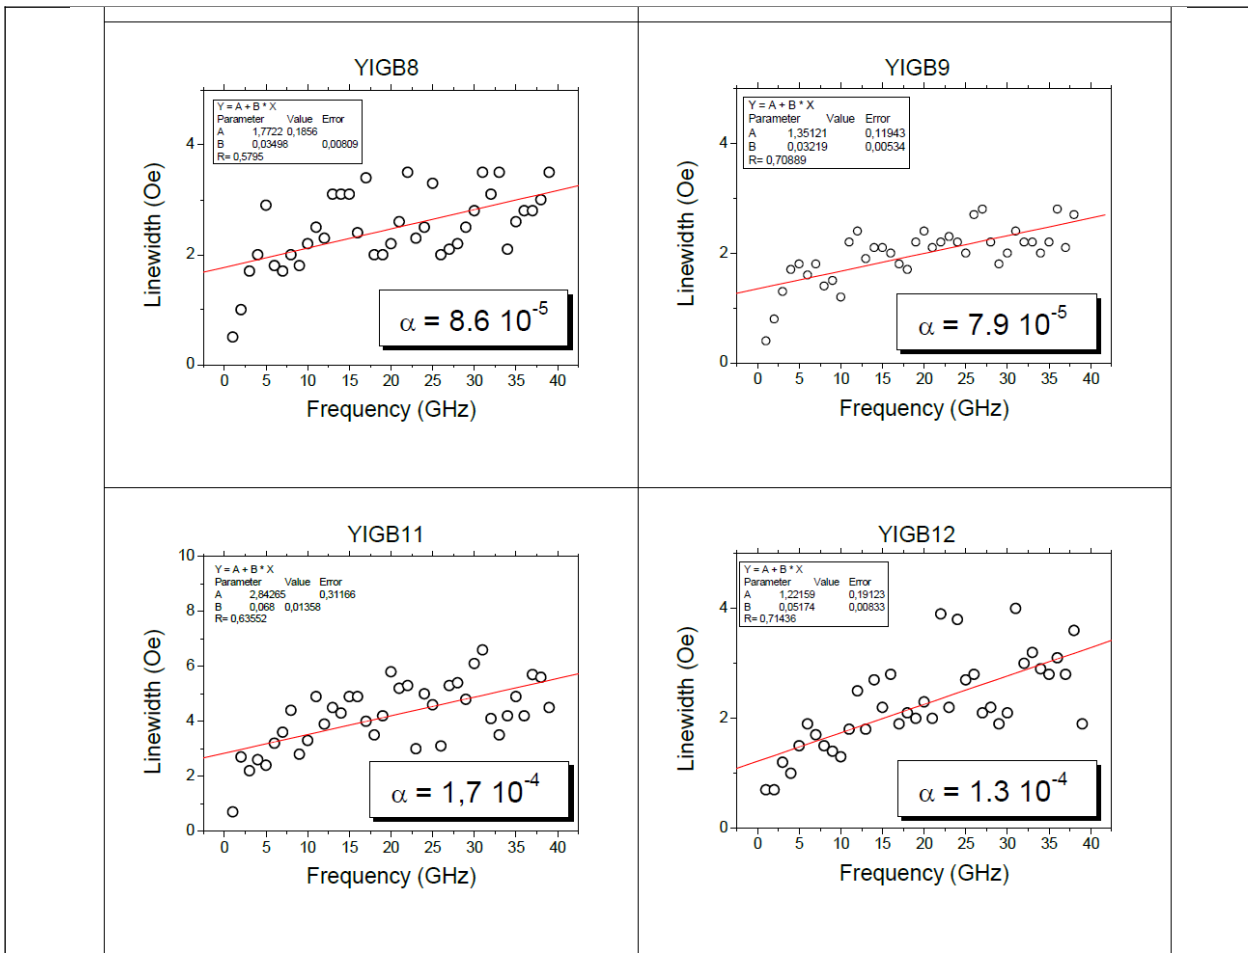 YIGB8
Y = A + B * X
Parameter Value Error
A 1,7722 0,1856
B 0,03498 0,00809
R= 0,5795
4
2
0
Linewidth (Oe)
α = 8.6 10-5
0 5 10 15 20 25 30 35 40
Frequency (GHz)
YIGB9
Y = A + B * X
Parameter Value Error
A 1,35121 0,11943
B 0,03219 0,00534
R= 0,70889
4
2
0
Linewidth (Oe)
α = 7.9 10-5
0 5 10 15 20 25 30 35 40
Frequency (GHz)
YIGB11
Y = A + B * X
Parameter Value Error
A 2,84265 0,31166
B 0,068 0,01358
R= 0,63552
10
8
6
4
2
0
Linewidth (Oe)
α = 1,7 10-4
0 5 10 15 20 25 30 35 40
Frequency (GHz)
YIGB12
Y = A + B * X
Parameter Value Error
A 1,22159 0,19123
B 0,05174 0,00833
R= 0,71436
4
2
0
Linewidth (Oe)
α = 1.3 10-4
0 5 10 15 20 25 30 35 40
Frequency (GHz)